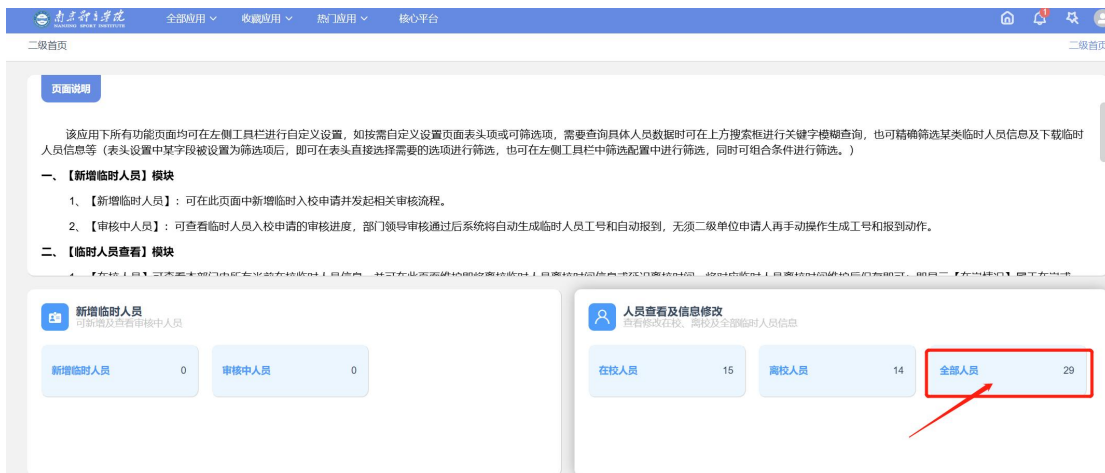 南京体育学院 全部应用 收藏应用 热门应用 核心平台 1
NANJING SPORT INSTITUTE
二级首页 二级首页
页面说明
该应用下所有功能页面均可在左侧工具栏进行自定义设置，如按需自定义设置页面表头项或可筛选项，需要查询具体人员数据时可在上方搜索框进行关键字模糊查询，也可精确筛选某类临时人员信息及下载临时
人员信息等（表头设置中某字段被设置为筛选项后，即可在表头直接选择需要的选项进行筛选，也可在左侧工具栏中筛选配置中进行筛选，同时可组合条件进行筛选。）
一、【新增临时人员】模块
1、【新增临时人员】：可在此页面中新增临时入校申请并发起相关审核流程。
2、【审核中人员】：可查看临时人员入校申请的审核进度，部门领导审核通过后系统将自动生成临时人员工号和自动报到，无须二级单位申请人再手动操作生成工号和报到动作。
二、【临时人员查看】模块
新增临时人员
可新增及查看审核中人员
新增临时人员 0 审核中人员 0
人员查看及信息修改
查看修改在校、离校及全部临时人员信息
在校人员 15 离校人员 14 全部人员 29